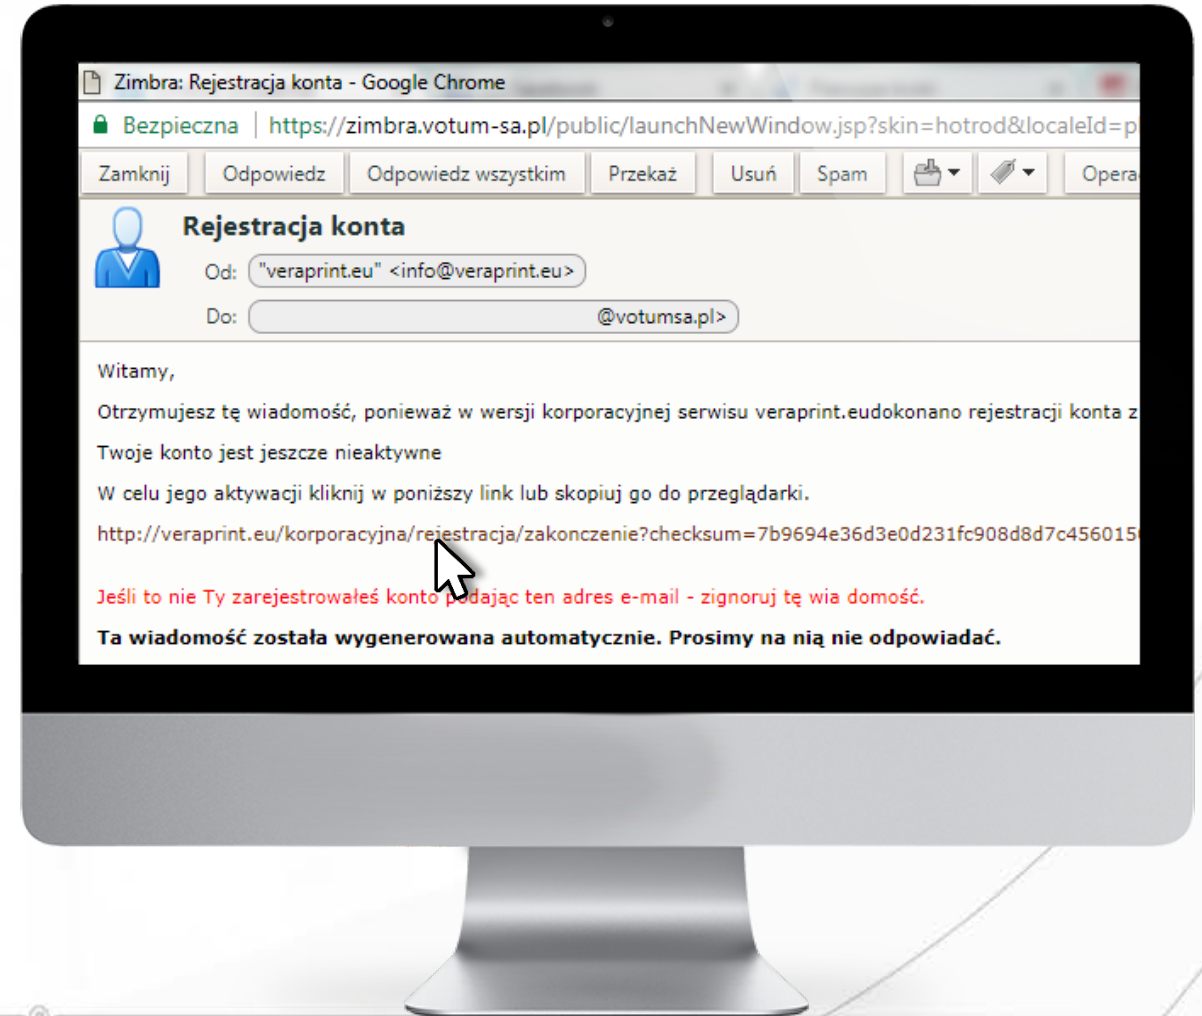 Zimbra: Rejestracja konta - Google Chrome
Bezpieczna | https://zimbra.votum-sa.pl/public/launchNewWindow.jsp?skin=hotrod&localeId=p
Zamknij Odpowiedz Odpowiedz wszystkim Przekaż Usuń Spam Opera
Rejestracja konta
Od: "veraprint.eu" <info@veraprint.eu>
Do: @votumsa.pl>
Witamy,
Otrzymujesz tę wiadomość, ponieważ w wersji korporacyjnej serwisu veraprint.eudokonano rejestracji konta z
Twoje konto jest jeszcze nieaktywne
W celu jego aktywacji kliknij w poniższy link lub skopiuj go do przeglądarki.
http://veraprint.eu/korporacyjna/rejestracja/zakonczenie?checksum=7b9694e36d3e0d231fc908d8d7c456015
Jeśli to nie Ty zarejestrowałeś konto podając ten adres e-mail - zignoruj tę wia domość.
Ta wiadomość została wygenerowana automatycznie. Prosimy na nią nie odpowiadać.